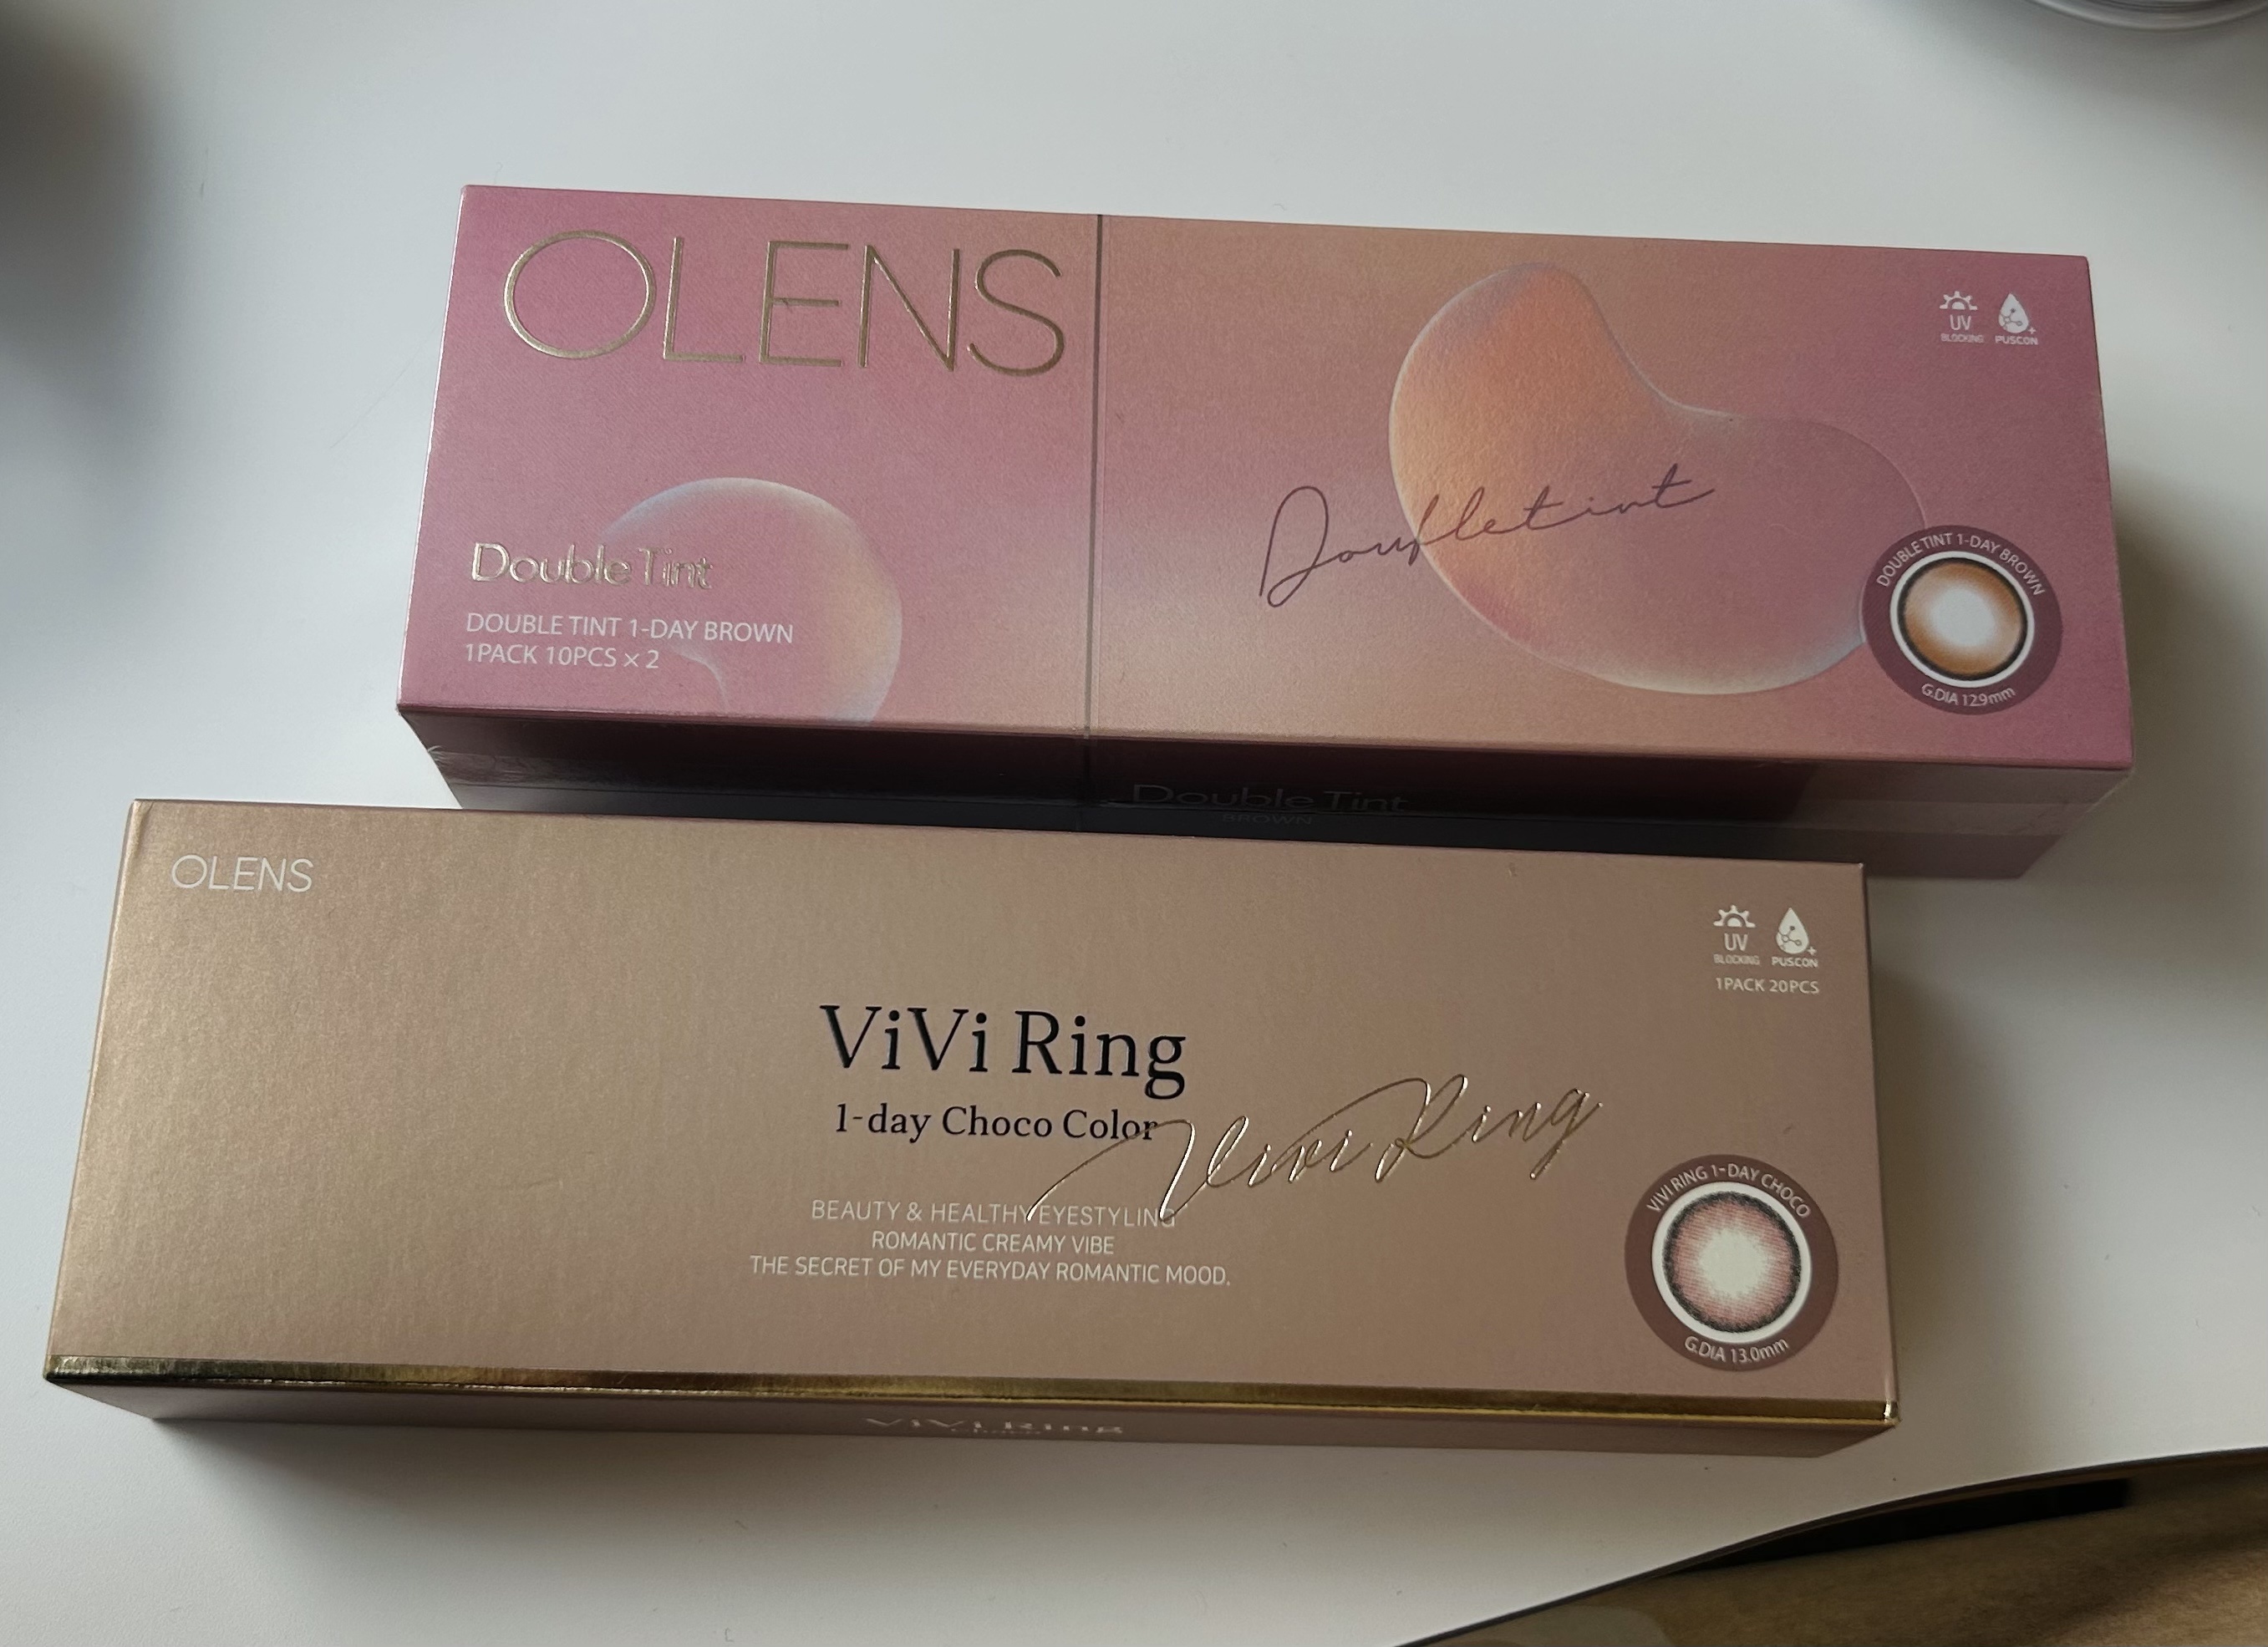 OLENS
UV
BLOCKING
PUSCON
Doubletint
Double Tint
DOUBLE TINT 1-DAY BROWN
1PACK 10PCS × 2
DOUBLE TINT 1-DAY BROWN
G.DIA 12.9mm
Double Tint
BROWN
OLENS
UV
BLOCKING
PUSCON
1PACK 20PCS
ViVi Ring
1-day Choco Color
Vivi Ring
BEAUTY & HEALTHY EYESTYLING
ROMANTIC CREAMY VIBE
THE SECRET OF MY EVERYDAY ROMANTIC MOOD.
VIVI RING 1-DAY CHOCO
G.DIA 13.0mm
ViVi Ring